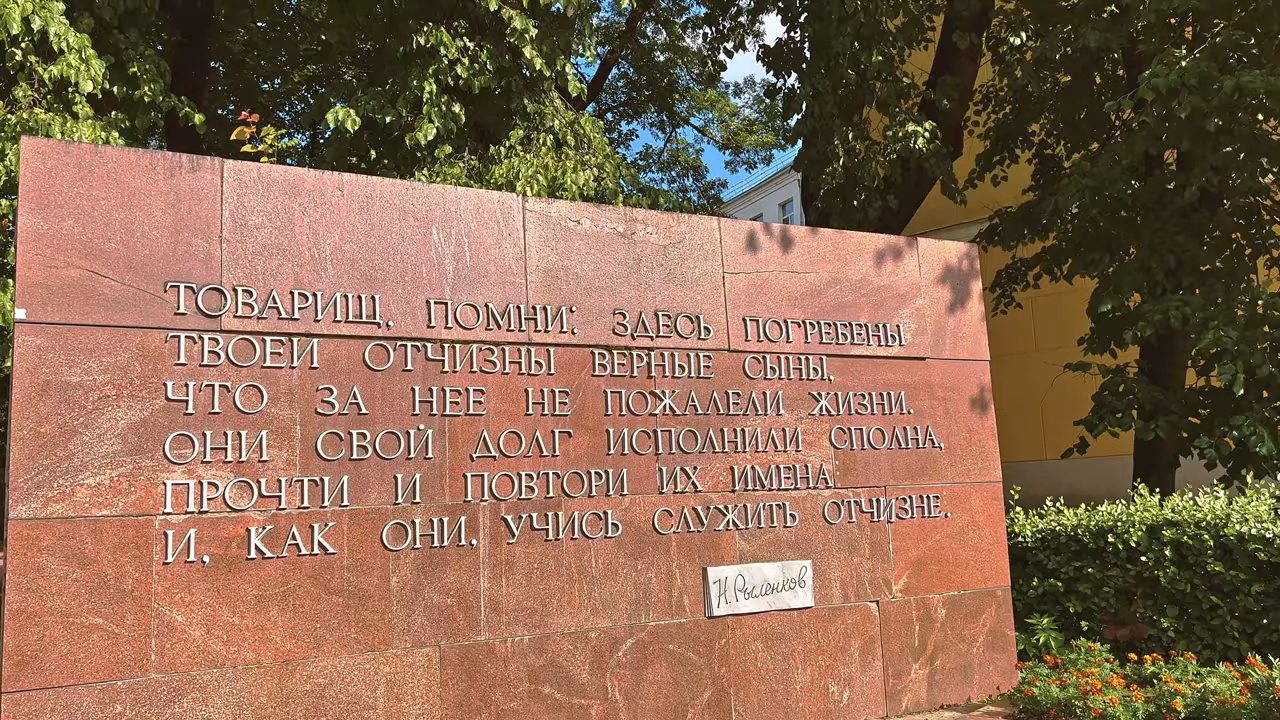 ТОВАРИЩ, ПОМНИ: ЗДЕСЬ ПОГРЕБЕНЫ
ТВОЕЙ ОТЧИЗНЫ ВЕРНЫЕ СЫНЫ,
ЧТО ЗА НЕЕ НЕ ПОЖАЛЕЛИ ЖИЗНИ.
ОНИ СВОЙ ДОЛГ ИСПОЛНИЛИ СПОЛНА,
ПРОЧТИ И ПОВТОРИ ИХ ИМЕНА
И, КАК ОНИ, УЧИСЬ СЛУЖИТЬ ОТЧИЗНЕ.
Н. Рыленков